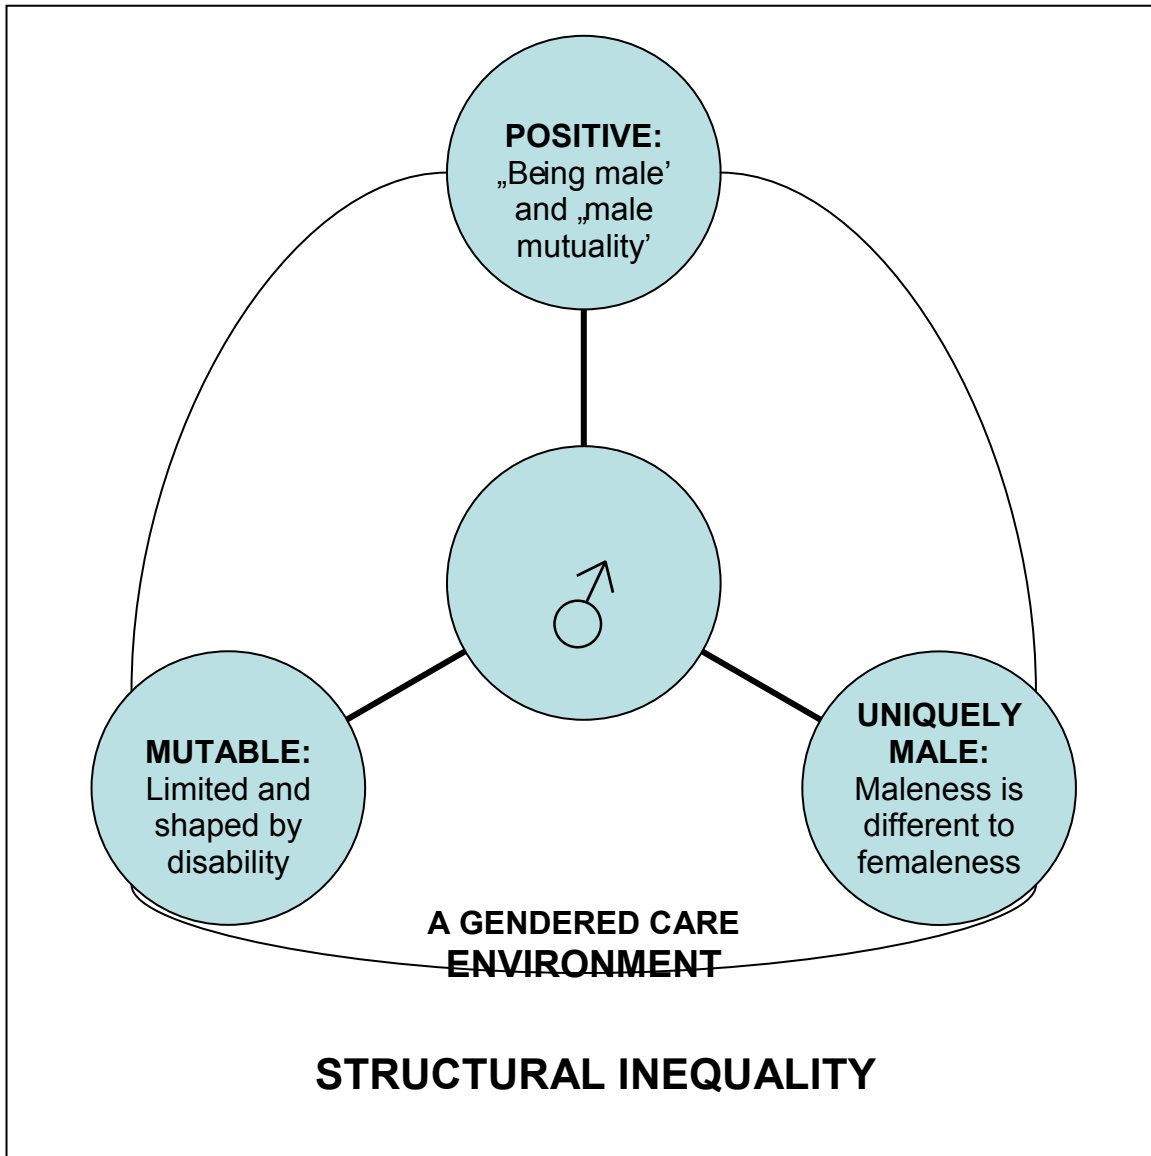 POSITIVE:
„Being male’
and „male
mutuality’
MUTABLE:
Limited and
shaped by
disability
UNIQUELY
MALE:
Maleness is
different to
femaleness
A GENDERED CARE
ENVIRONMENT
STRUCTURAL INEQUALITY